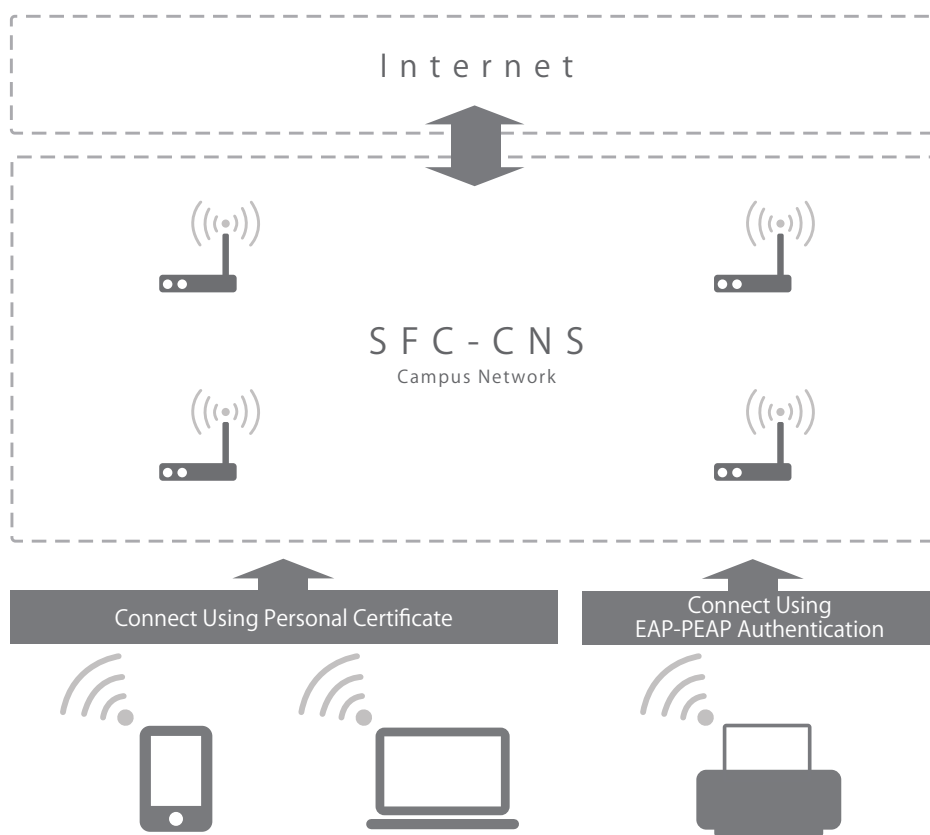 Internet
SFC-CNS
Campus Network
Connect Using Personal Certificate
Connect Using
EAP-PEAP Authentication